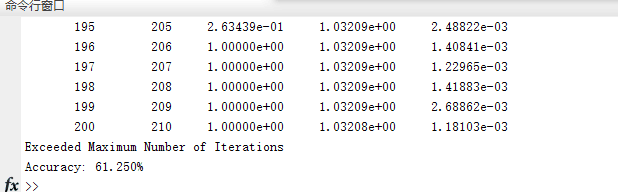 命令行窗口
195 205 2.63439e-01 1.03209e+00 2.48822e-03
196 206 1.00000e+00 1.03209e+00 1.40841e-03
197 207 1.00000e+00 1.03209e+00 1.22965e-03
198 208 1.00000e+00 1.03209e+00 1.41883e-03
199 209 1.00000e+00 1.03209e+00 2.68862e-03
200 210 1.00000e+00 1.03208e+00 1.18103e-03
Exceeded Maximum Number of Iterations
Accuracy: 61.250%
fx >>